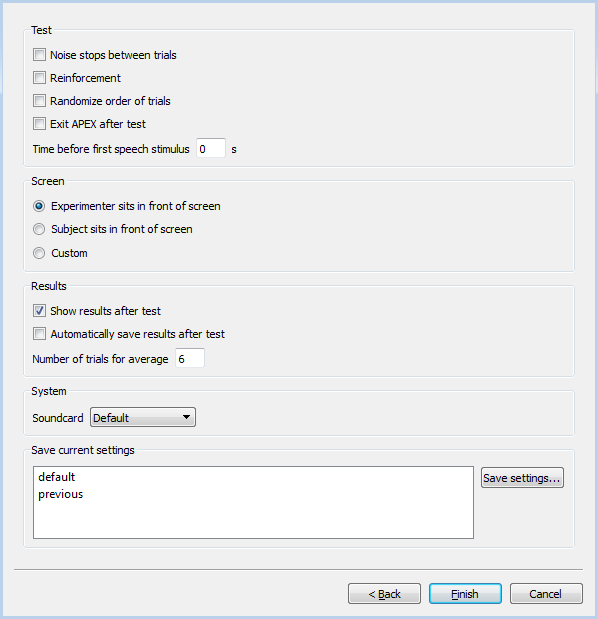 Test
Noise stops between trials
Reinforcement
Randomize order of trials
Exit APEX after test
Time before first speech stimulus 0 s
Screen
Experimenter sits in front of screen
Subject sits in front of screen
Custom
Results
Show results after test
Automatically save results after test
Number of trials for average 6
System
Soundcard Default
Save current settings
default
previous
Save settings...
< Back Finish Cancel